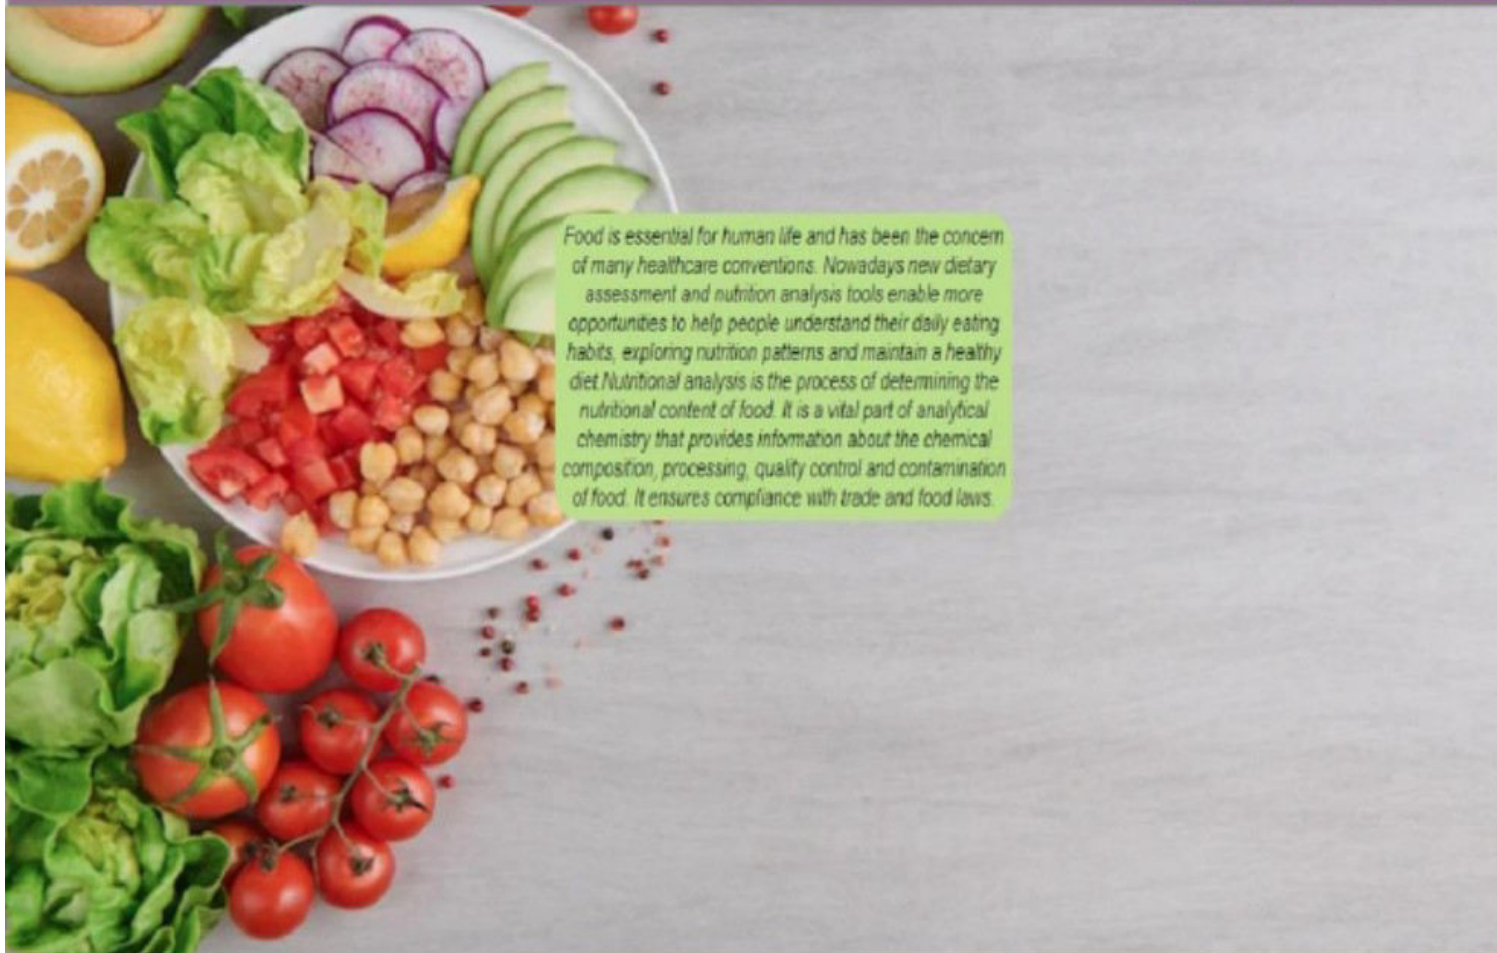 Food is essential for human life and has been the concern
of many healthcare conventions. Nowadays new dietary
assessment and nutrition analysis tools enable more
opportunities to help people understand their daily eating
habits, exploring nutrition patterns and maintain a healthy
diet.Nutritional analysis is the process of determining the
nutritional content of food. It is a vital part of analytical
chemistry that provides information about the chemical
composition, processing, quality control and contamination
of food. It ensures compliance with trade and food laws.